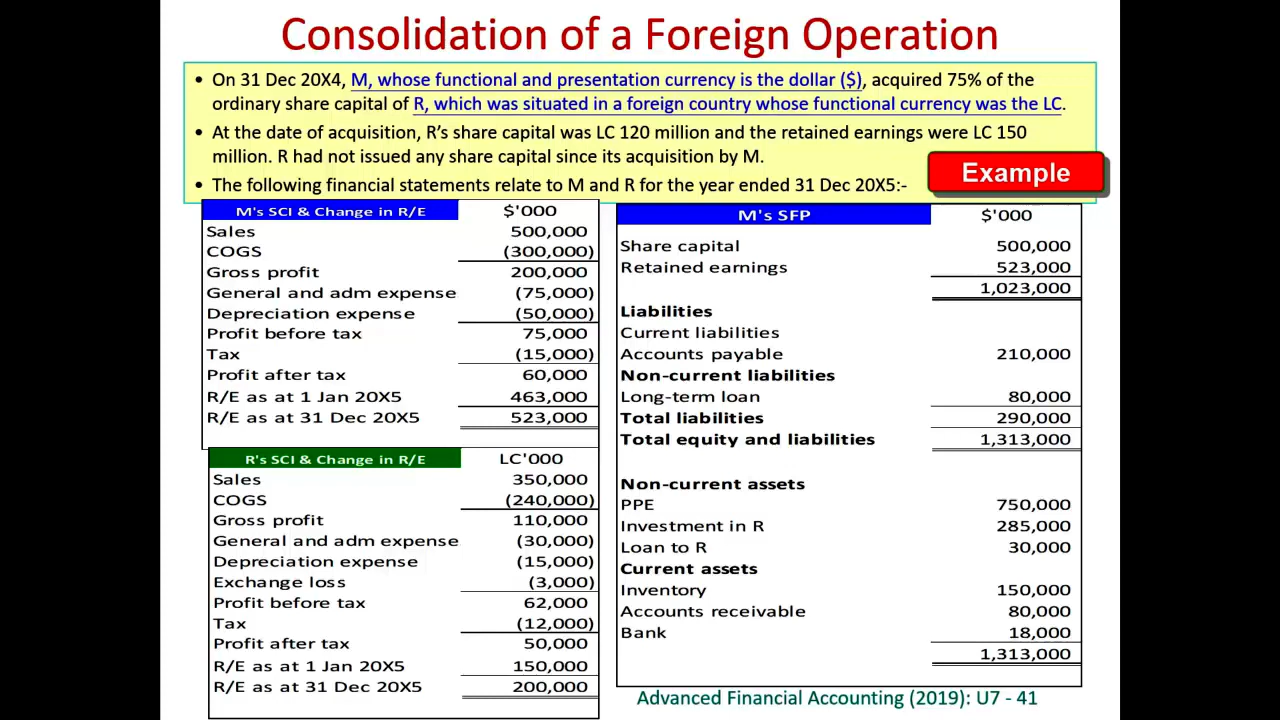 Consolidation of a Foreign Operation
• On 31 Dec 20X4, M, whose functional and presentation currency is the dollar ($), acquired 75% of the
ordinary share capital of R, which was situated in a foreign country whose functional currency was the LC.
• At the date of acquisition, R's share capital was LC 120 million and the retained earnings were LC 150
million. R had not issued any share capital since its acquisition by M.
• The following financial statements relate to M and R for the year ended 31 Dec 20X5:-
Example
M's SCI & Change in R/E $'000
Sales 500,000
COGS (300,000)
Gross profit 200,000
General and adm expense (75,000)
Depreciation expense (50,000)
Profit before tax 75,000
Tax (15,000)
Profit after tax 60,000
R/E as at 1 Jan 20X5 463,000
R/E as at 31 Dec 20X5 523,000
R's SCI & Change in R/E LC'000
Sales 350,000
COGS (240,000)
Gross profit 110,000
General and adm expense (30,000)
Depreciation expense (15,000)
Exchange loss (3,000)
Profit before tax 62,000
Tax (12,000)
Profit after tax 50,000
R/E as at 1 Jan 20X5 150,000
R/E as at 31 Dec 20X5 200,000
M's SFP $'000
Share capital 500,000
Retained earnings 523,000
1,023,000
Liabilities
Current liabilities
Accounts payable 210,000
Non-current liabilities
Long-term loan 80,000
Total liabilities 290,000
Total equity and liabilities 1,313,000
Non-current assets
PPE 750,000
Investment in R 285,000
Loan to R 30,000
Current assets
Inventory 150,000
Accounts receivable 80,000
Bank 18,000
1,313,000
Advanced Financial Accounting (2019): U7 - 41